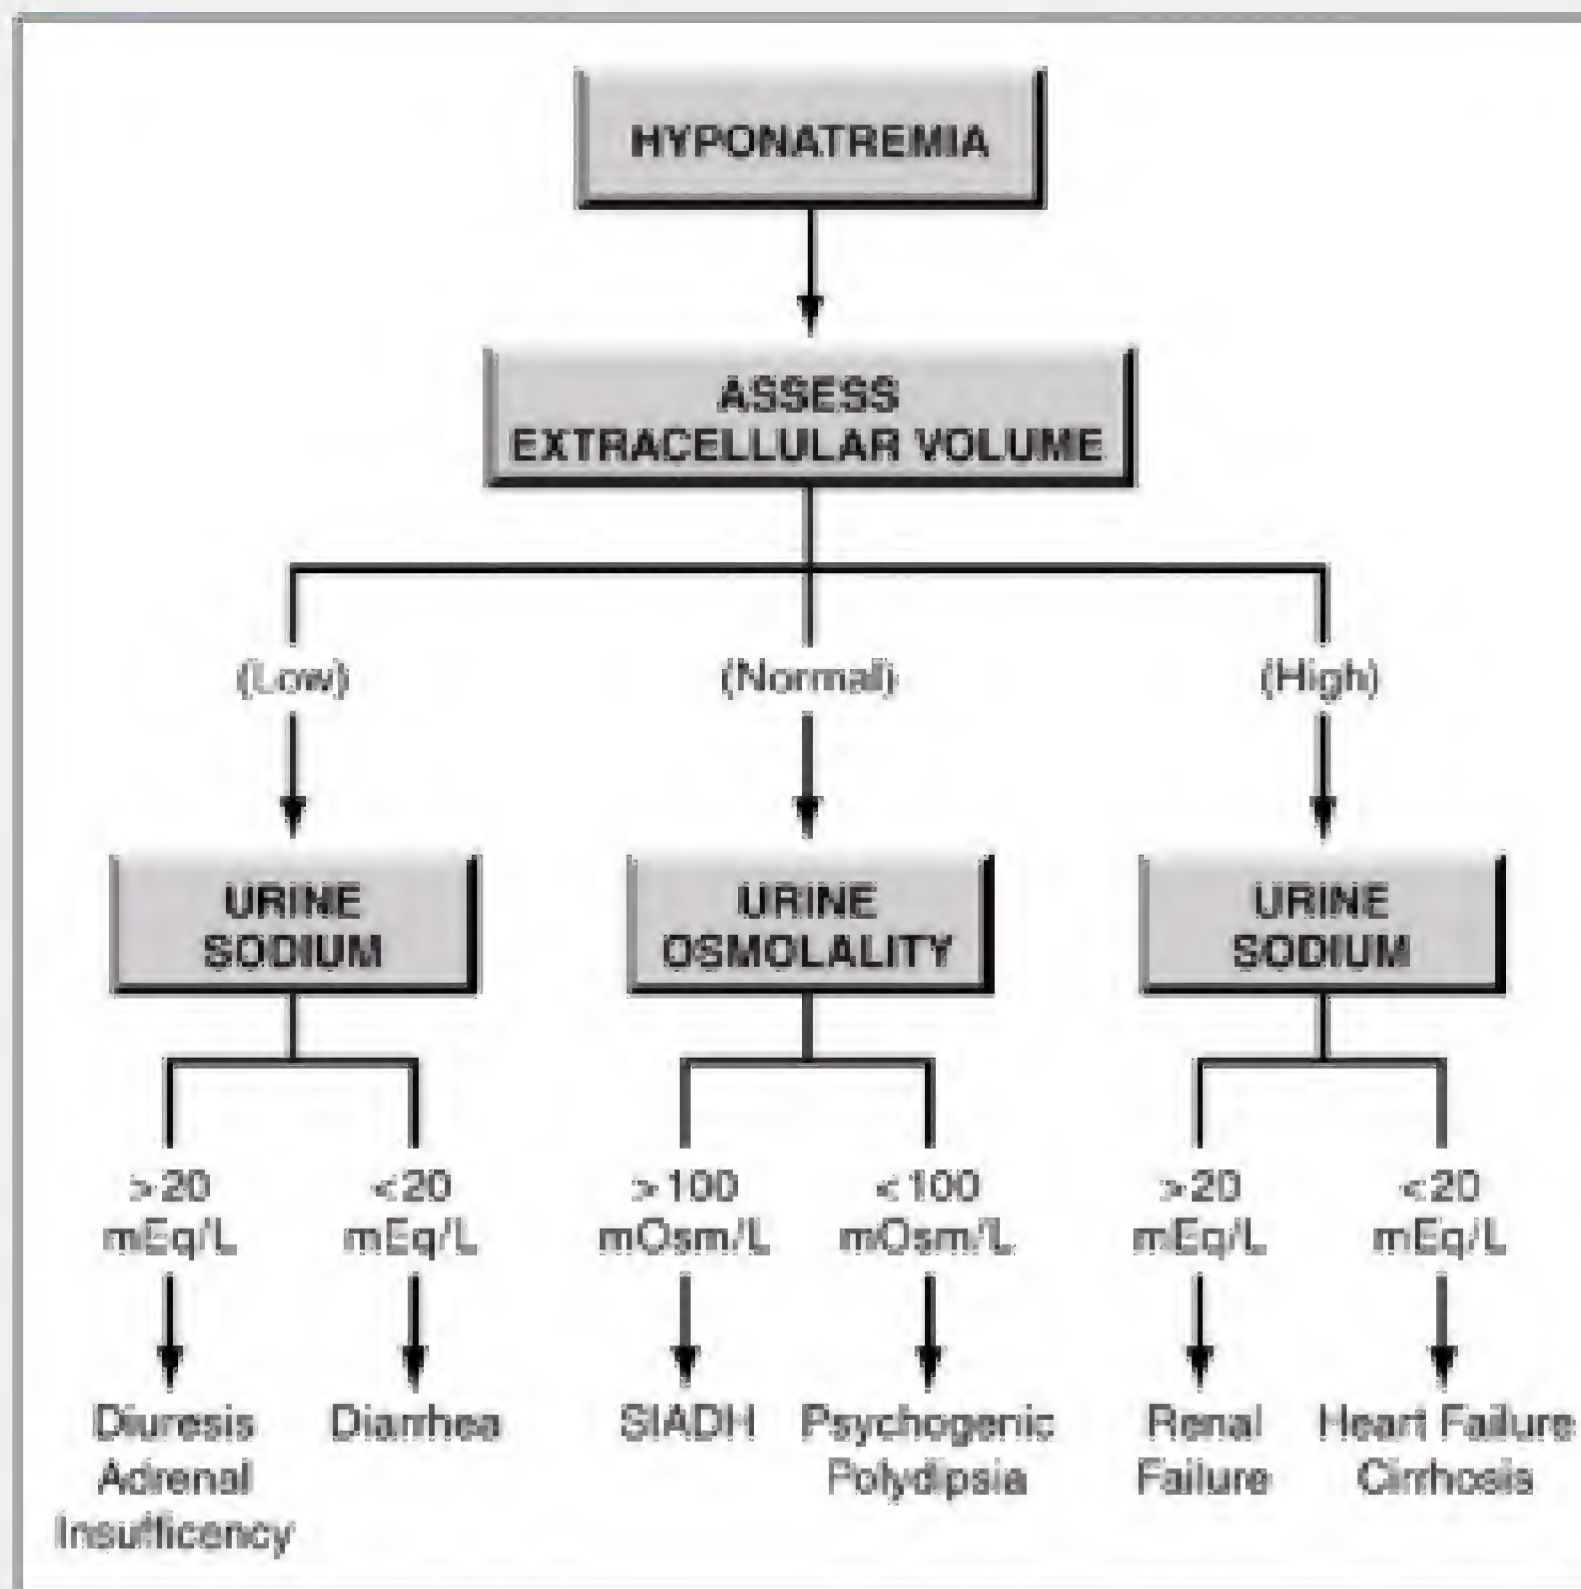 HYPONATREMIA
ASSESS
EXTRACELLULAR VOLUME
(Low)
(Normal)
(High)
URINE
SODIUM
URINE
OSMOLALITY
URINE
SODIUM
>20
mEq/L
<20
mEq/L
>100
mOsm/L
<100
mOsm/L
>20
mEq/L
<20
mEq/L
Diuresis
Adrenal
Insufficency
Diarrhea
SIADH
Psychogenic
Polydipsia
Renal
Failure
Heart Failure
Cirrhosis